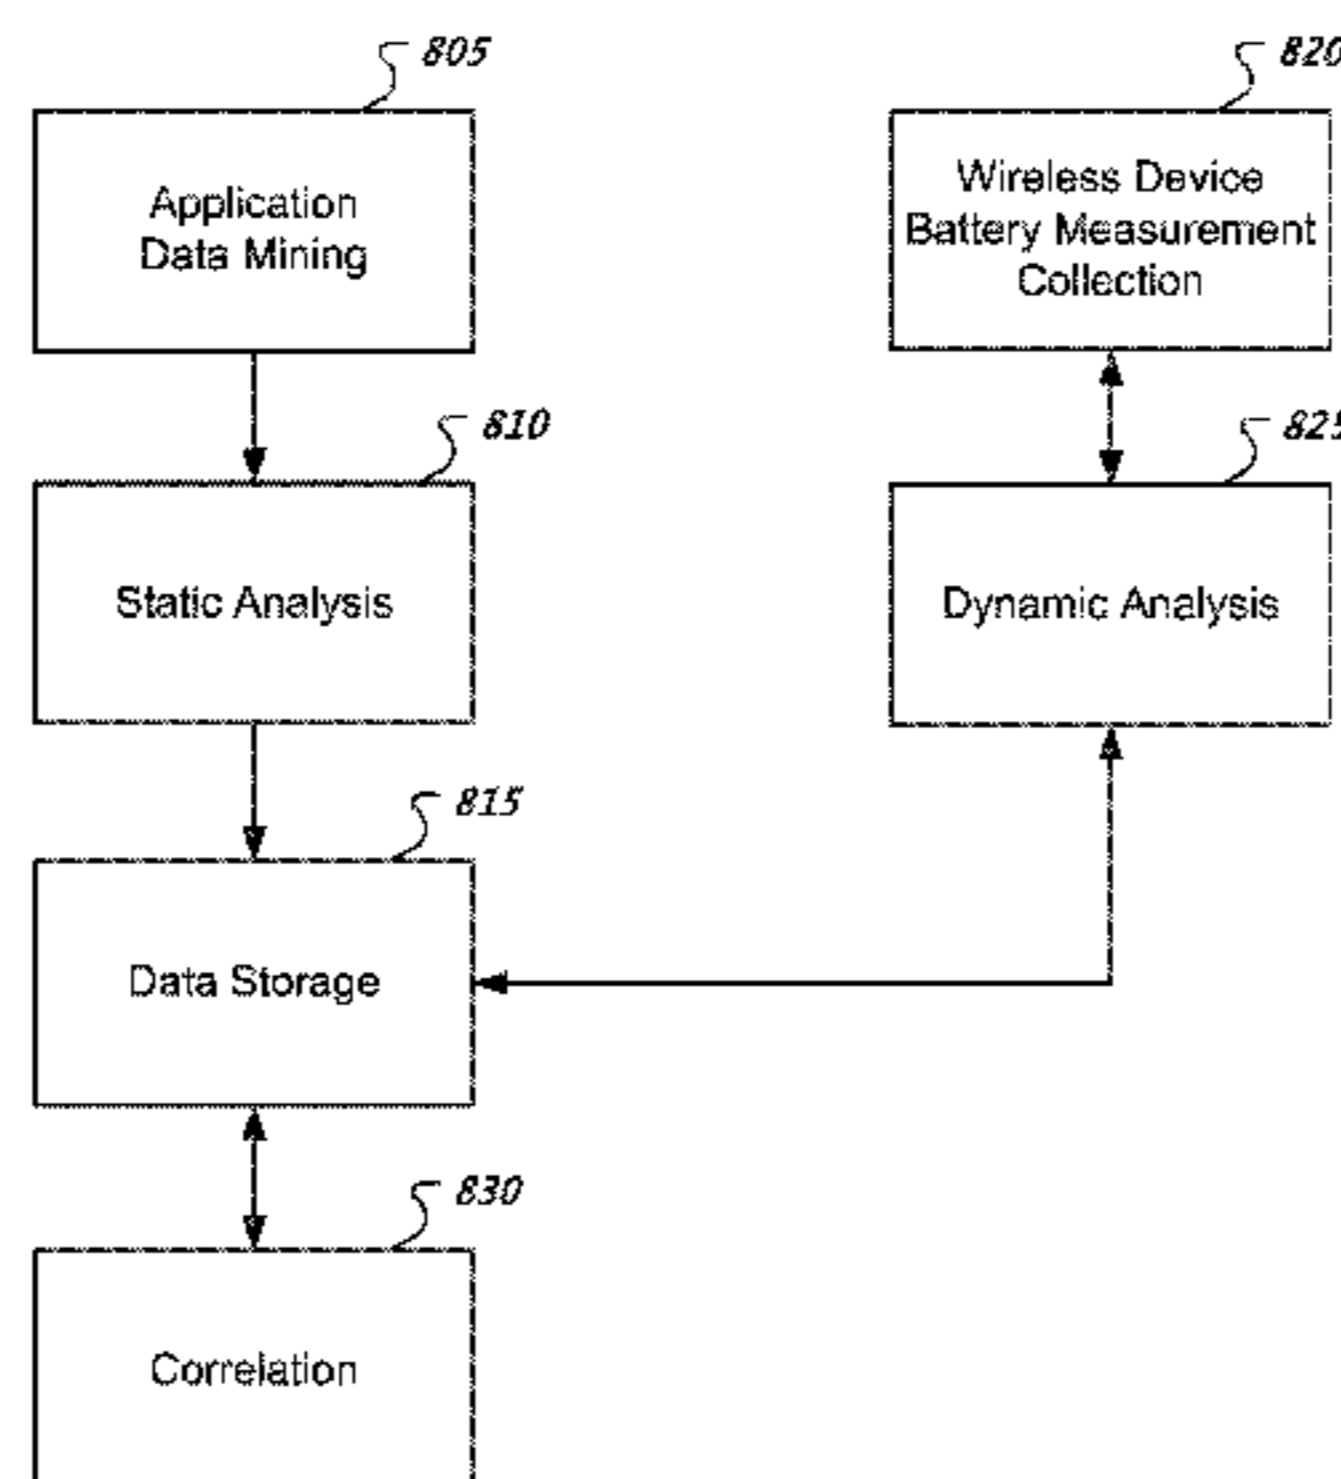 805
Application
Data Mining
820
Wireless Device
Battery Measurement
Collection
810
Static Analysis
825
Dynamic Analysis
815
Data Storage
830
Correlation